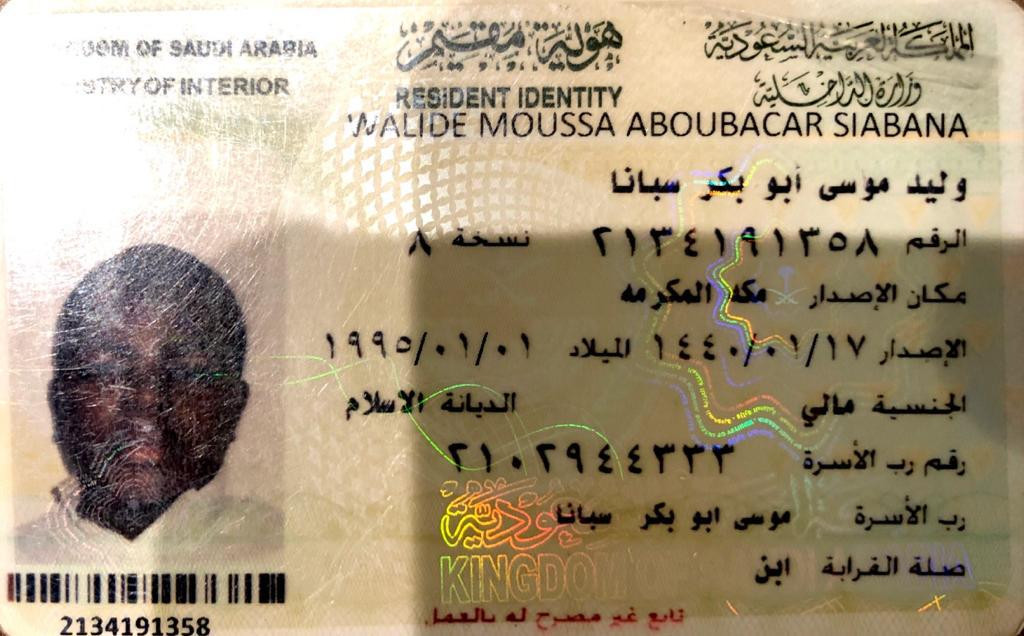 DOM OF SAUDI ARABIA
STRY OF INTERIOR
هوية مقيم
RESIDENT IDENTITY
المملكة العربية السعودية
وزارة الداخلية
WALIDE MOUSSA ABOUBACAR SIABANA
وليد موسى أبو بكر سبانا
الرقم ٢١٣٤١٩١٣٥٨ نسخة ٨
مكان الإصدار مكه المكرمه
الإصدار ١٤٤٠/٠١/١٧ الميلاد ١٩٩٥/٠١/٠١
الجنسية مالي الديانة الاسلام
رقم رب الأسرة ٢١٠٢٩٤٤٣٣٣
رب الأسرة موسى ابو بكر سبانا
صلة القرابة ابن
KINGDOM
تابع غير مصرح له بالعمل
2134191358